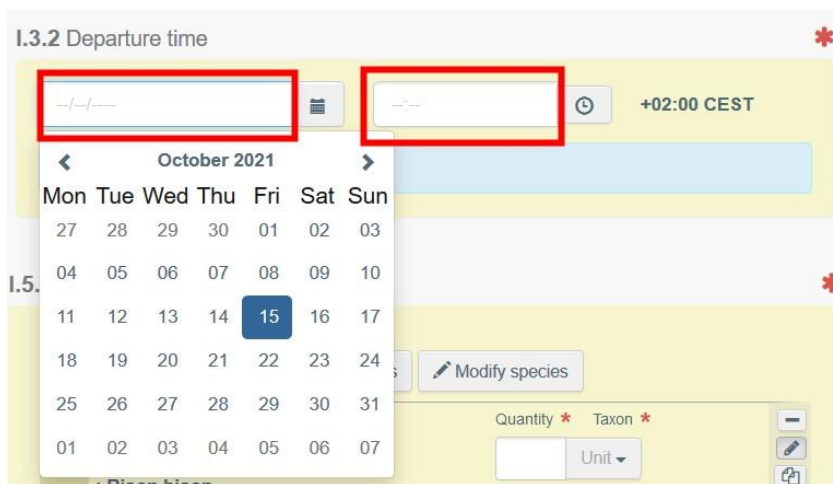 I.3.2 Departure time *
--/--/---- --:-- +02:00 CEST
October 2021
Mon Tue Wed Thu Fri Sat Sun
27 28 29 30 01 02 03
04 05 06 07 08 09 10
I.5. *
11 12 13 14 15 16 17
18 19 20 21 22 23 24
Modify species
25 26 27 28 29 30 31
Quantity * Taxon *
01 02 03 04 05 06 07
Unit